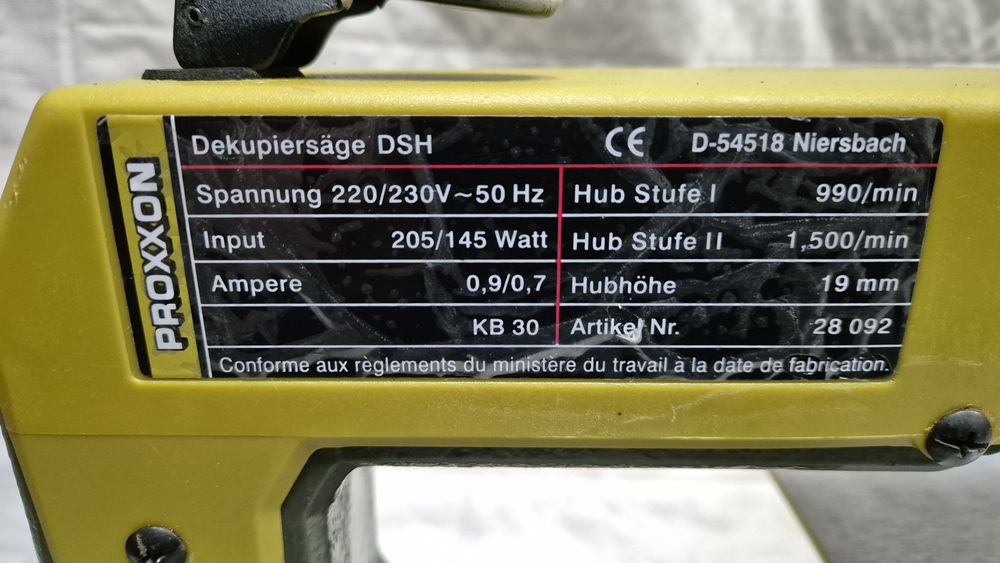 PROXXON
Dekupiersäge DSH CE D-54518 Niersbach
Spannung 220/230V~50 Hz Hub Stufe I 990/min
Input 205/145 Watt Hub Stufe II 1,500/min
Ampere 0,9/0,7 Hubhöhe 19 mm
KB 30 Artikel Nr. 28 092
Conforme aux règlements du ministere du travail à la date de fabrication.